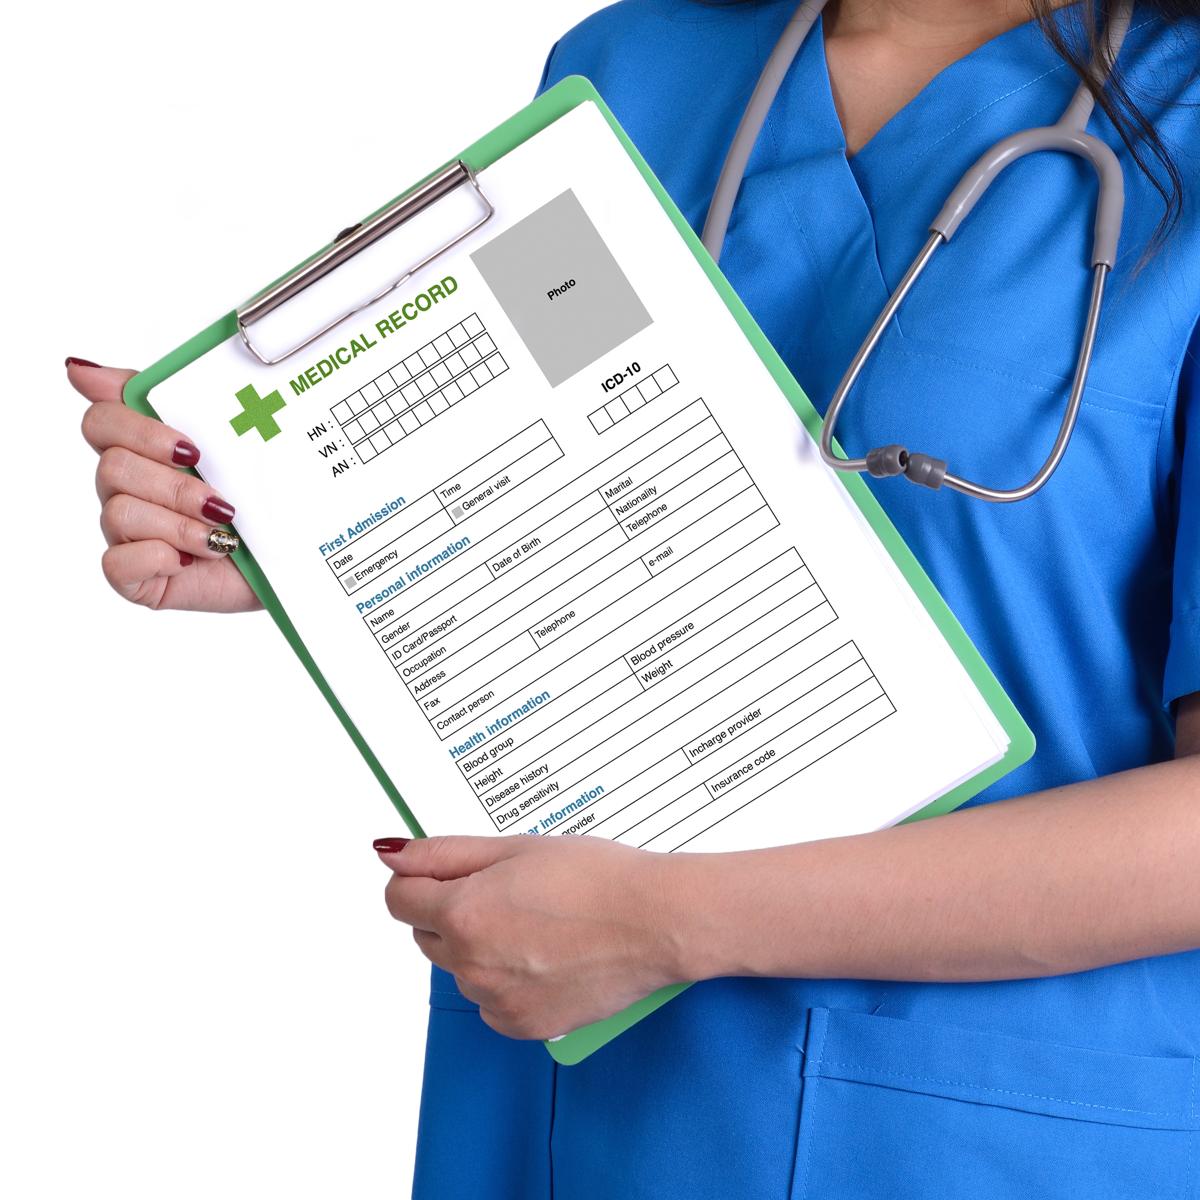 MEDICAL RECORD
Photo
HN :
VN :
AN :
ICD-10
First Admission
Date Time
Emergency General visit
Personal information
Name
Gender Date of Birth Marital
ID Card/Passport Nationality
Occupation Telephone
Address
Fax Telephone e-mail
Contact person
Health information
Blood group Blood pressure
Height Weight
Disease history
Drug sensitivity
information
provider Incharge provider
Insurance code